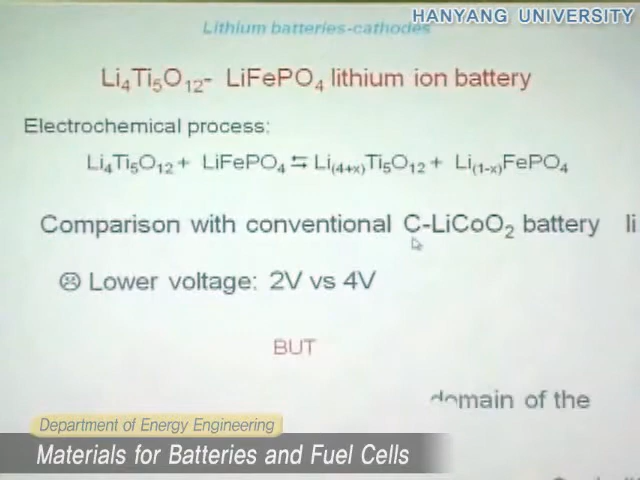 HANYANG UNIVERSITY
Lithium batteries-cathodes
Li4Ti5O12- LiFePO4 lithium ion battery
Electrochemical process:
Li4Ti5O12 + LiFePO4 ⇆ Li(4+x)Ti5O12 + Li(1-x)FePO4
Comparison with conventional C-LiCoO2 battery li
☹ Lower voltage: 2V vs 4V
BUT
domain of the
Department of Energy Engineering
Materials for Batteries and Fuel Cells